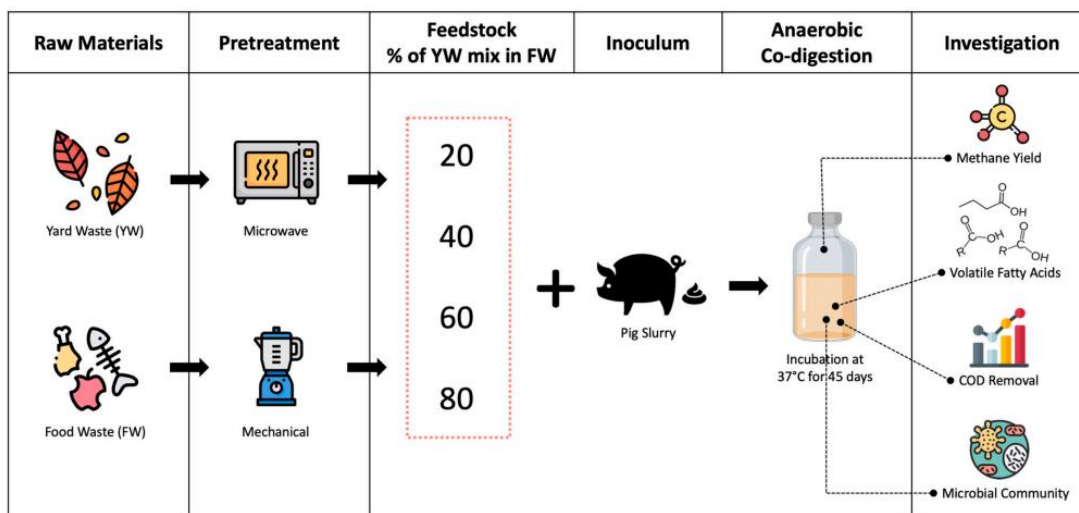 Raw Materials
Pretreatment
Feedstock
% of YW mix in FW
Inoculum
Anaerobic
Co-digestion
Investigation
Yard Waste (YW)
Microwave
Food Waste (FW)
Mechanical
20
40
60
80
+
Pig Slurry
Incubation at
37°C for 45 days
C
Methane Yield
O
OH
O
R
C
OH
O
R
C
OH
Volatile Fatty Acids
COD Removal
Microbial Community